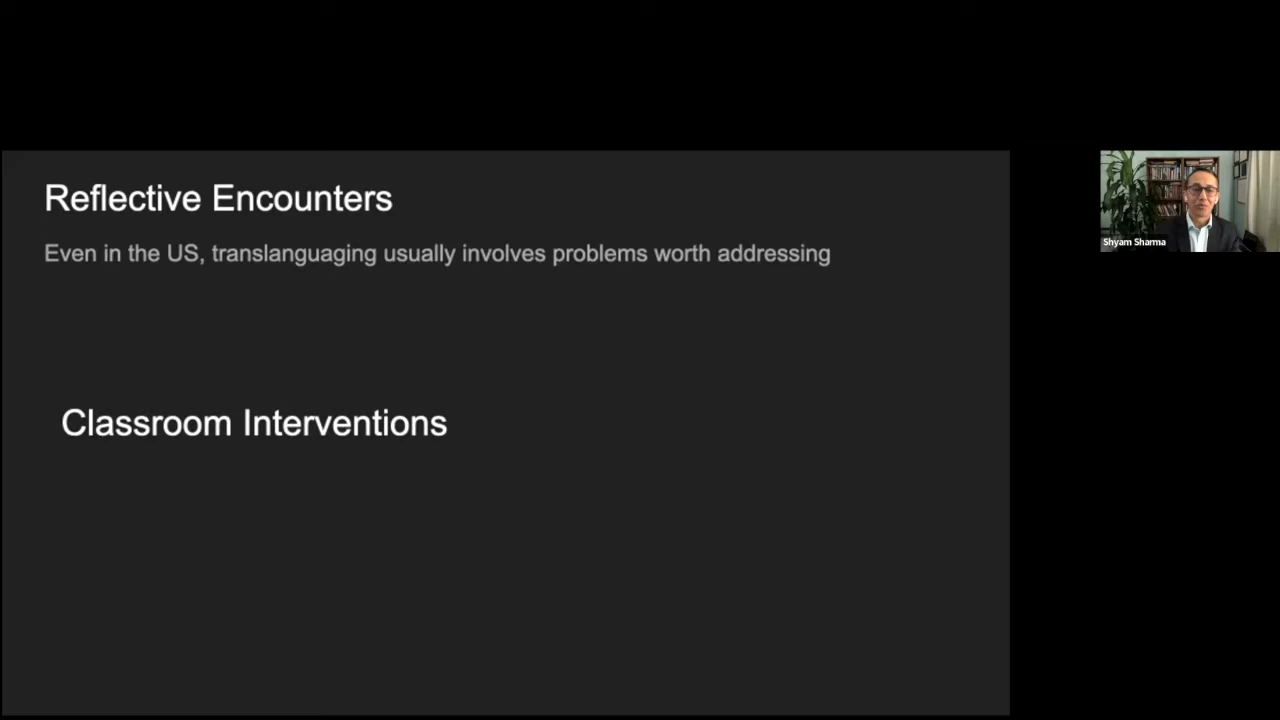 Reflective Encounters
Even in the US, translanguaging usually involves problems worth addressing
Classroom Interventions
Shyam Sharma